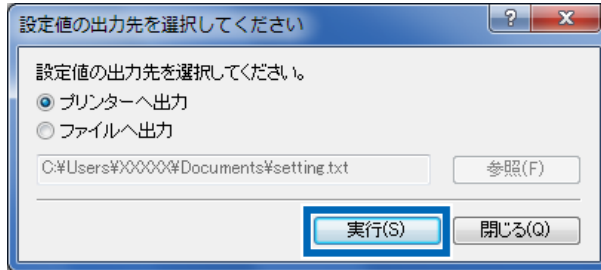 設定値の出力先を選択してください
設定値の出力先を選択してください。
プリンターへ出力
ファイルへ出力
C:¥Users¥XXXXX¥Documents¥setting.txt 参照(F)
実行(S) 閉じる(Q)